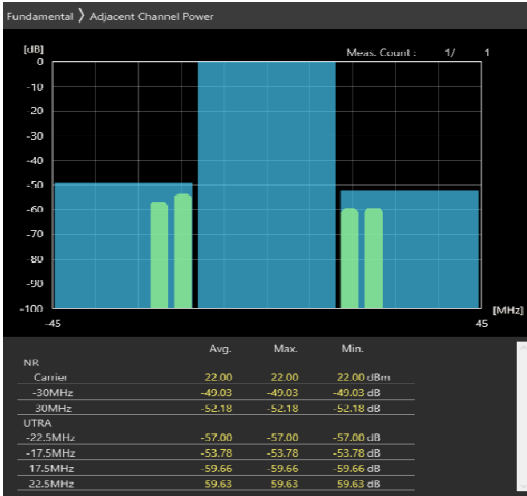 Fundamental ❯ Adjacent Channel Power
[dB]
Meas. Count : 1/ 1
0
-10
-20
-30
-40
-50
-60
-70
-80
-90
-100
[MHz]
-45 45
Avg. Max. Min.
NR
Carrier 22.00 22.00 22.00 dBm
-30MHz -49.03 -49.03 -49.03 dB
30MHz -52.18 -52.18 -52.18 dB
UTRA
-22.5MHz -57.00 -57.00 -57.00 dB
-17.5MHz -53.78 -53.78 -53.78 dB
17.5MHz -59.66 -59.66 -59.66 dB
22.5MHz 59.63 59.63 59.63 dB